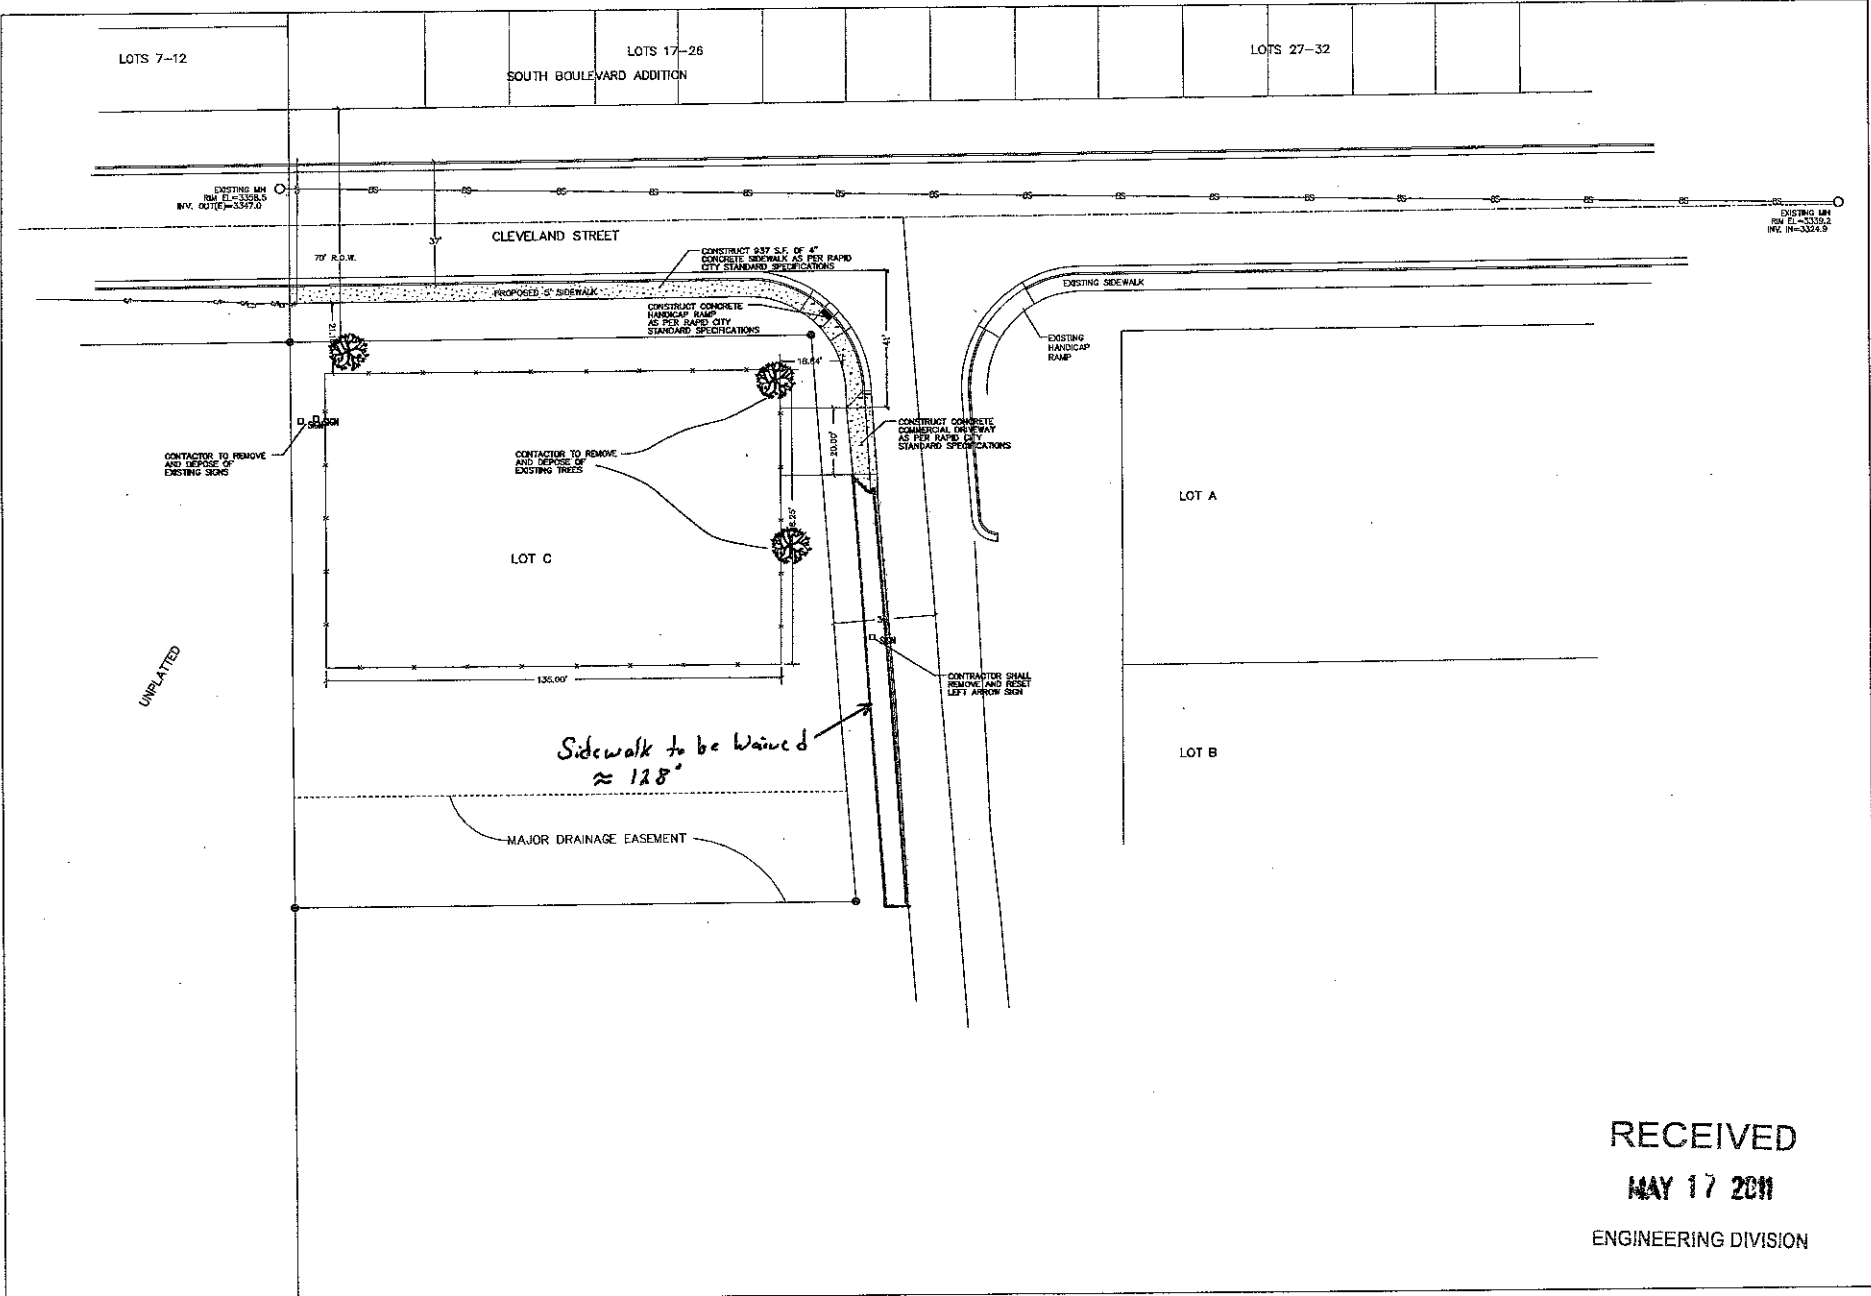 LOTS 7-12
LOTS 17-26
SOUTH BOULEVARD ADDITION
LOTS 27-32
EXISTING MH
RIM EL=3358.5
INV. OUT(E)=3347.0
EXISTING MH
RIM EL=3339.2
INV. IN=3324.9
CLEVELAND STREET
37'
70' R.O.W.
CONSTRUCT 937 S.F. OF 4"
CONCRETE SIDEWALK AS PER RAPID
CITY STANDARD SPECIFICATIONS
PROPOSED 5' SIDEWALK
CONSTRUCT CONCRETE
HANDICAP RAMP
AS PER RAPID CITY
STANDARD SPECIFICATIONS
EXISTING SIDEWALK
EXISTING
HANDICAP
RAMP
18.64'
20.00'
CONSTRUCT CONCRETE
COMMERCIAL DRIVEWAY
AS PER RAPID CITY
STANDARD SPECIFICATIONS
SIGN
SIGN
CONTACTOR TO REMOVE
AND DEPOSE OF
EXISTING SIGNS
CONTACTOR TO REMOVE
AND DEPOSE OF
EXISTING TREES
LOT A
LOT C
UNPLATTED
SIGN
CONTRACTOR SHALL
REMOVE AND RESET
LEFT ARROW SIGN
135.00'
Sidewalk to be Waived
≈ 128'
LOT B
MAJOR DRAINAGE EASEMENT
RECEIVED
MAY 17 2011
ENGINEERING DIVISION